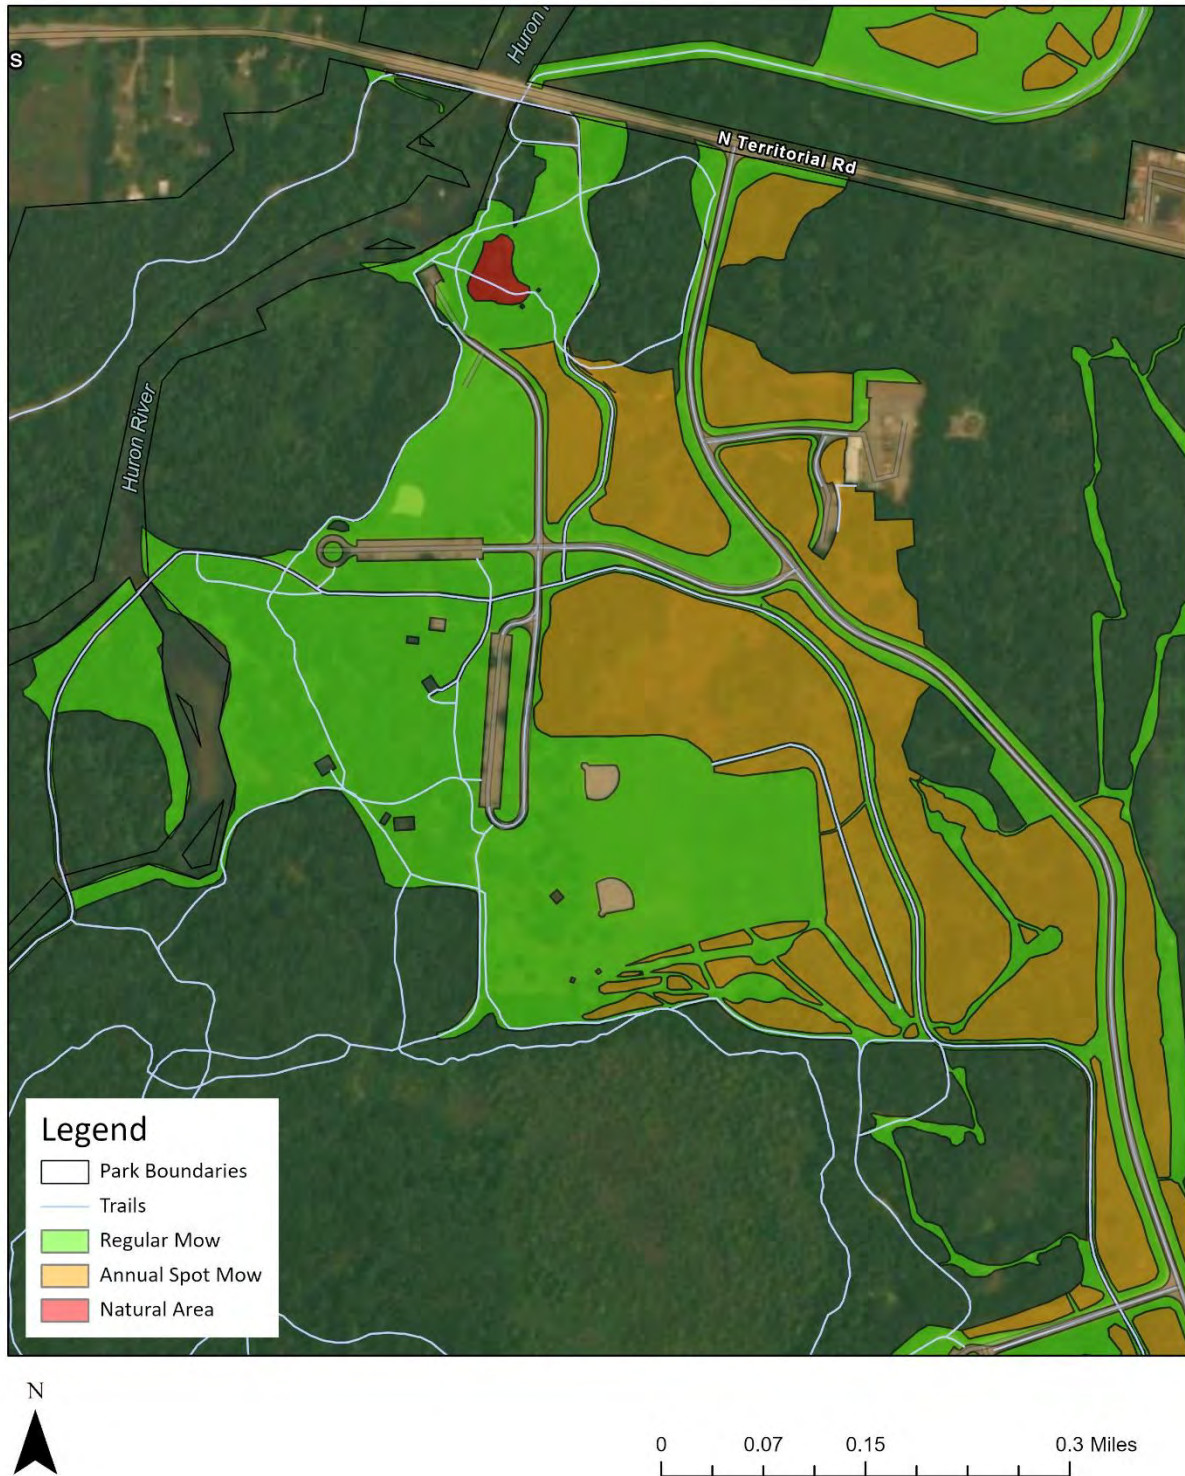 Huron
S
N Territorial Rd
Huron River
Legend
Park Boundaries
Trails
Regular Mow
Annual Spot Mow
Natural Area
N
0 0.07 0.15 0.3 Miles